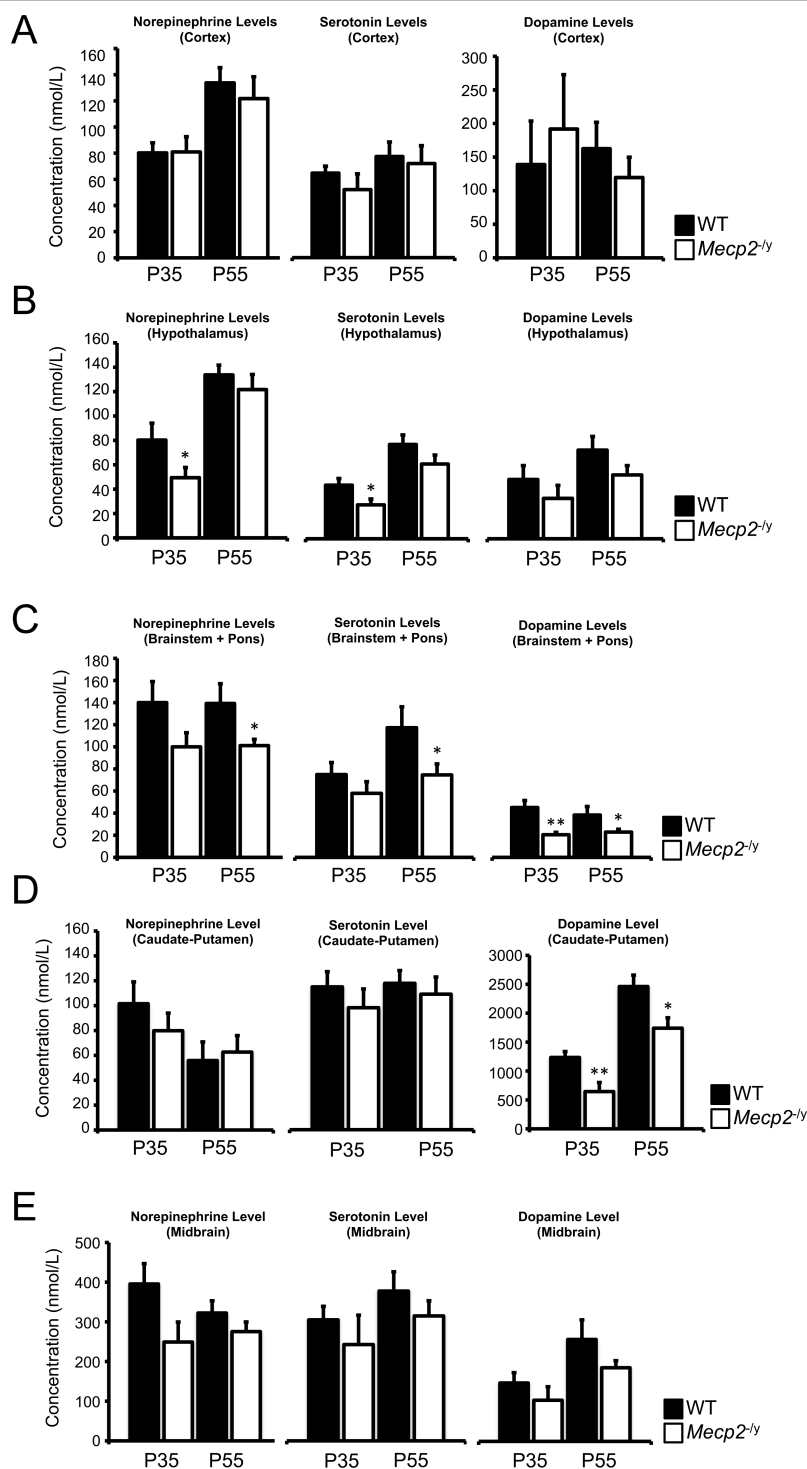 A
Norepinephrine Levels
(Cortex)
Serotonin Levels
(Cortex)
Dopamine Levels
(Cortex)
Concentration (nmol/L)
160
140
120
100
80
60
40
20
0
300
250
200
150
100
50
0
P35 P55
P35 P55
P35 P55
WT
Mecp2-/y
B
Norepinephrine Levels
(Hypothalamus)
Serotonin Levels
(Hypothalamus)
Dopamine Levels
(Hypothalamus)
Concentration (nmol/L)
160
140
120
100
80
60
40
20
0
*
*
P35 P55
P35 P55
P35 P55
WT
Mecp2-/y
C
Norepinephrine Levels
(Brainstem + Pons)
Serotonin Levels
(Brainstem + Pons)
Dopamine Levels
(Brainstem + Pons)
Concentration (nmol/L)
180
160
140
120
100
80
60
40
20
0
*
*
**
*
P35 P55
P35 P55
P35 P55
WT
Mecp2-/y
D
Norepinephrine Level
(Caudate-Putamen)
Serotonin Level
(Caudate-Putamen)
Dopamine Level
(Caudate-Putamen)
Concentration (nmol/L)
160
140
120
100
80
60
40
20
0
3000
2500
2000
1500
1000
500
0
**
*
P35 P55
P35 P55
P35 P55
WT
Mecp2-/y
E
Norepinephrine Level
(Midbrain)
Serotonin Level
(Midbrain)
Dopamine Level
(Midbrain)
Concentration (nmol/L)
500
400
300
200
100
0
P35 P55
P35 P55
P35 P55
WT
Mecp2-/y